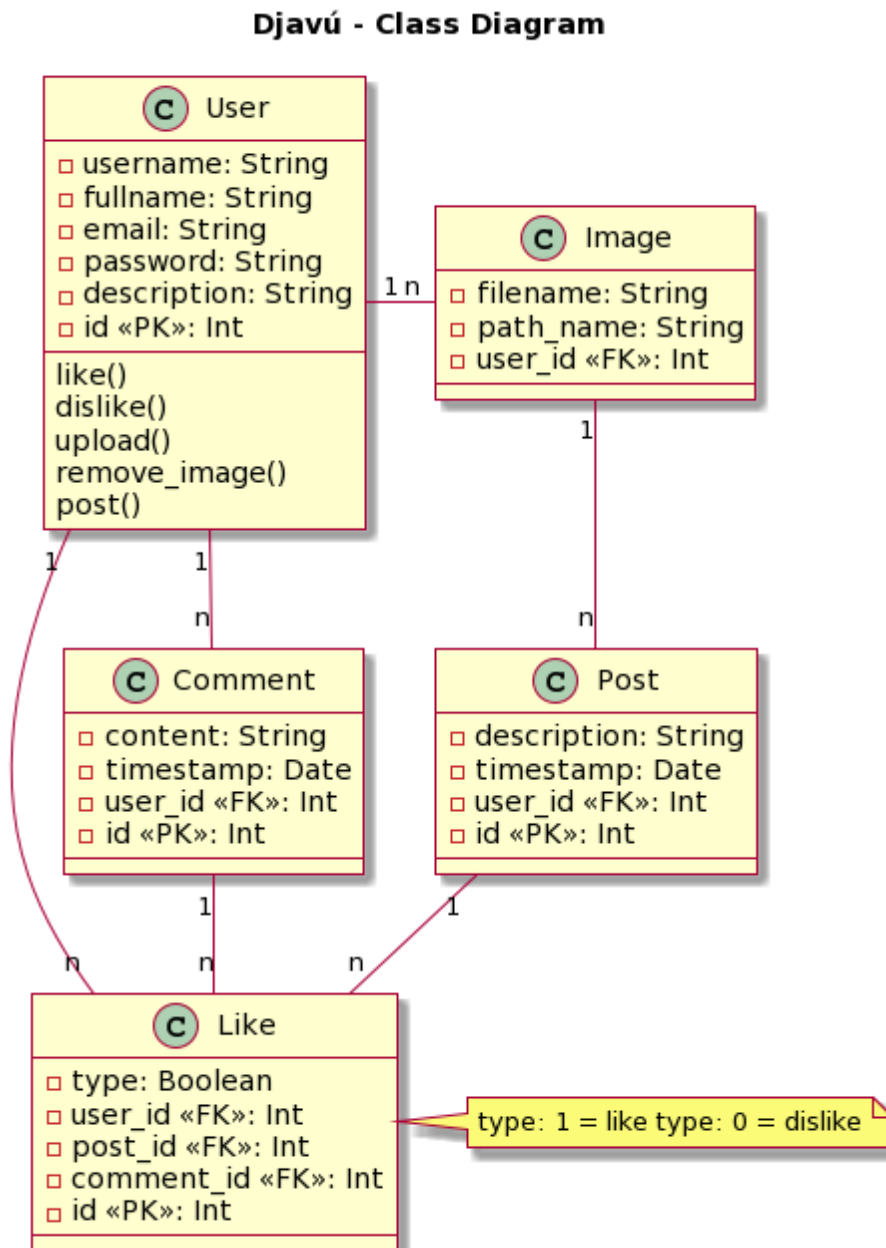 Djavú - Class Diagram
C User
username: String
fullname: String
email: String
password: String
description: String
id «PK»: Int
like()
dislike()
upload()
remove_image()
post()
1 n
C Image
filename: String
path_name: String
user_id «FK»: Int
1
1
1
n
n
C Comment
content: String
timestamp: Date
user_id «FK»: Int
id «PK»: Int
C Post
description: String
timestamp: Date
user_id «FK»: Int
id «PK»: Int
1
1
n
n
n
C Like
type: Boolean
user_id «FK»: Int
post_id «FK»: Int
comment_id «FK»: Int
id «PK»: Int
type: 1 = like type: 0 = dislike